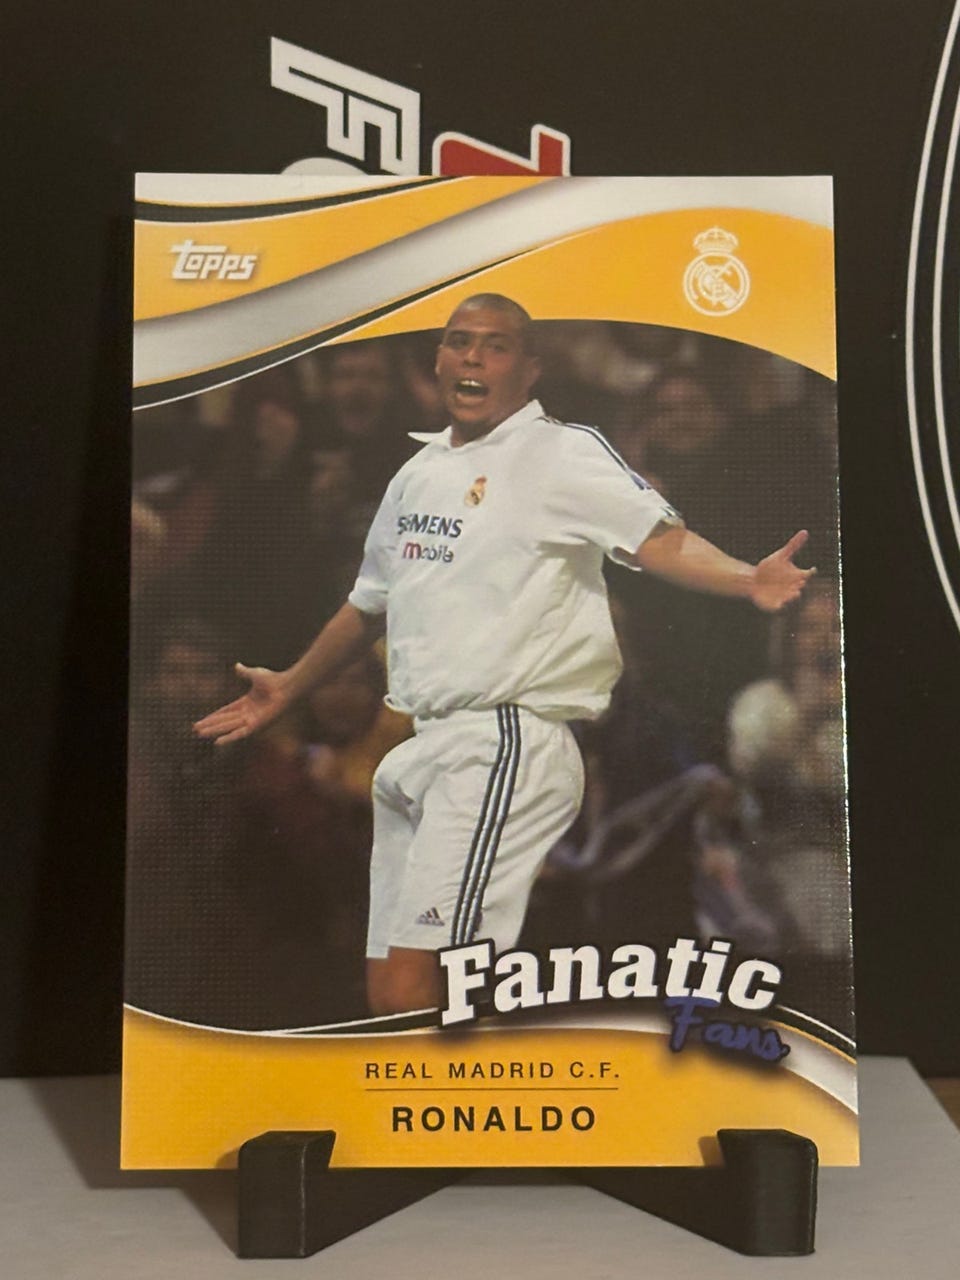 Topps
SIEMENS
mobile
Fanatic
Fans
REAL MADRID C.F.
RONALDO